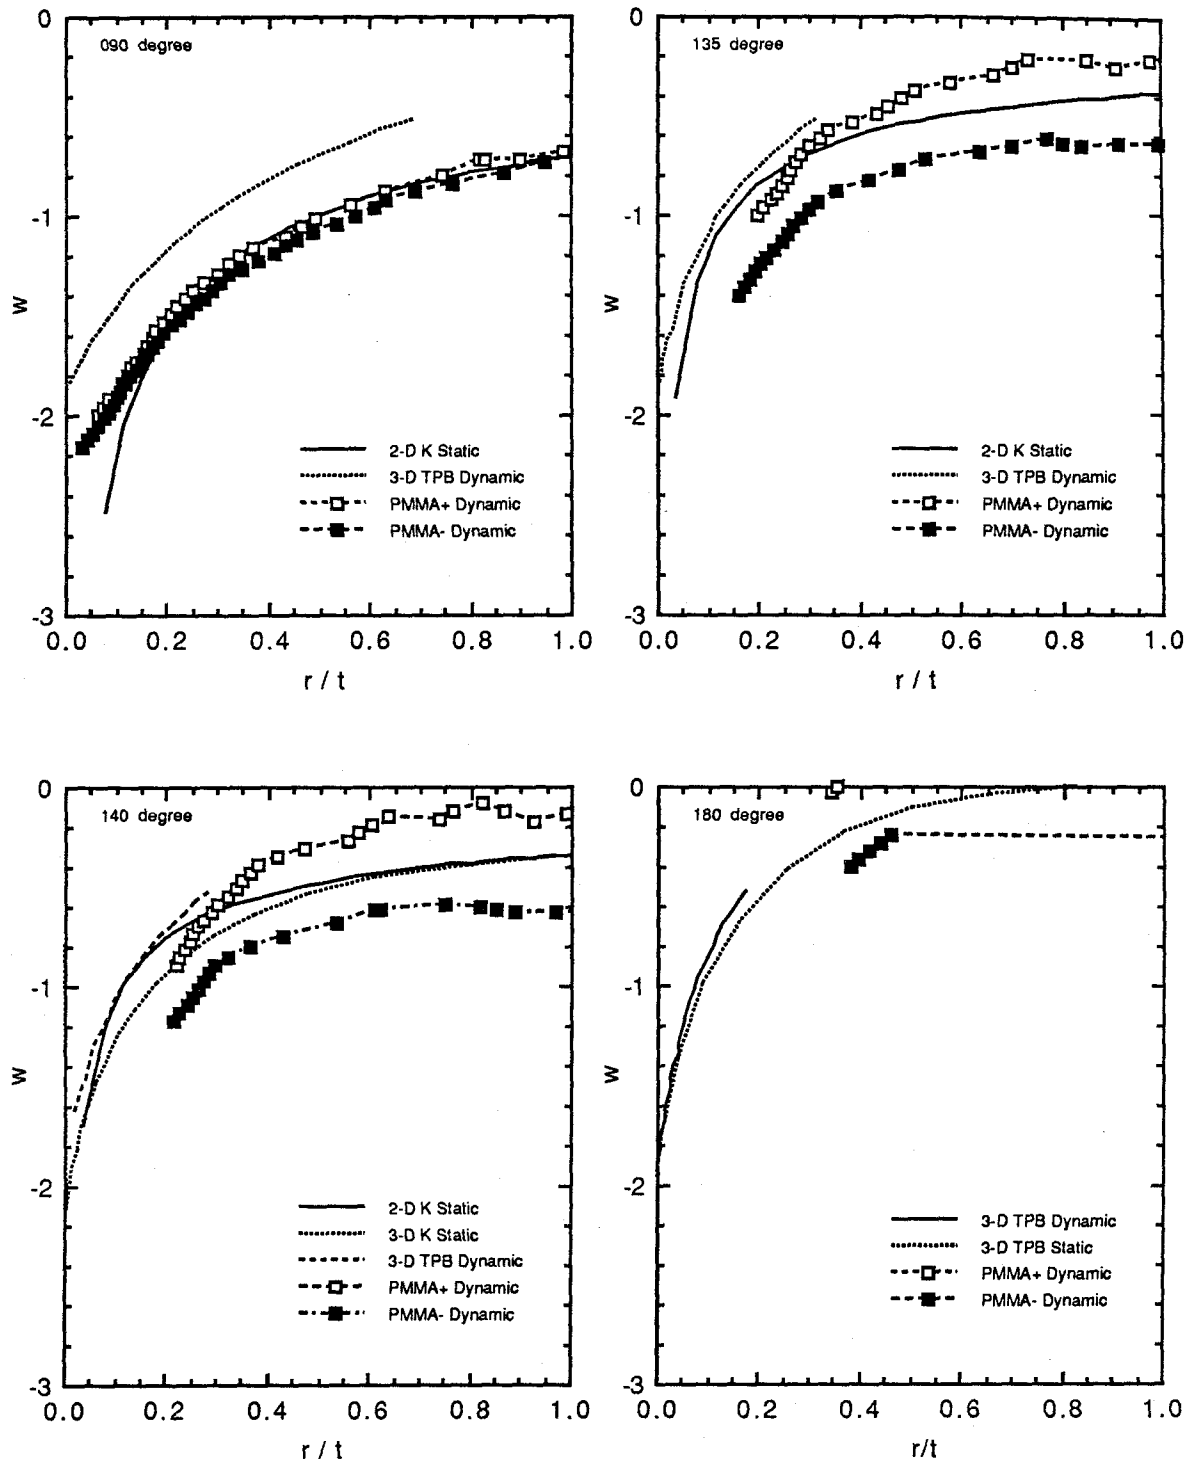 090 degree
0
-1
-2
-3
w
2-D K Static
3-D TPB Dynamic
PMMA+ Dynamic
PMMA- Dynamic
0.0 0.2 0.4 0.6 0.8 1.0
r / t
135 degree
0
-1
-2
-3
w
2-D K Static
3-D TPB Dynamic
PMMA+ Dynamic
PMMA- Dynamic
0.0 0.2 0.4 0.6 0.8 1.0
r / t
140 degree
0
-1
-2
-3
w
2-D K Static
3-D K Static
3-D TPB Dynamic
PMMA+ Dynamic
PMMA- Dynamic
0.0 0.2 0.4 0.6 0.8 1.0
r / t
180 degree
0
-1
-2
-3
w
3-D TPB Dynamic
3-D TPB Static
PMMA+ Dynamic
PMMA- Dynamic
0.0 0.2 0.4 0.6 0.8 1.0
r/t